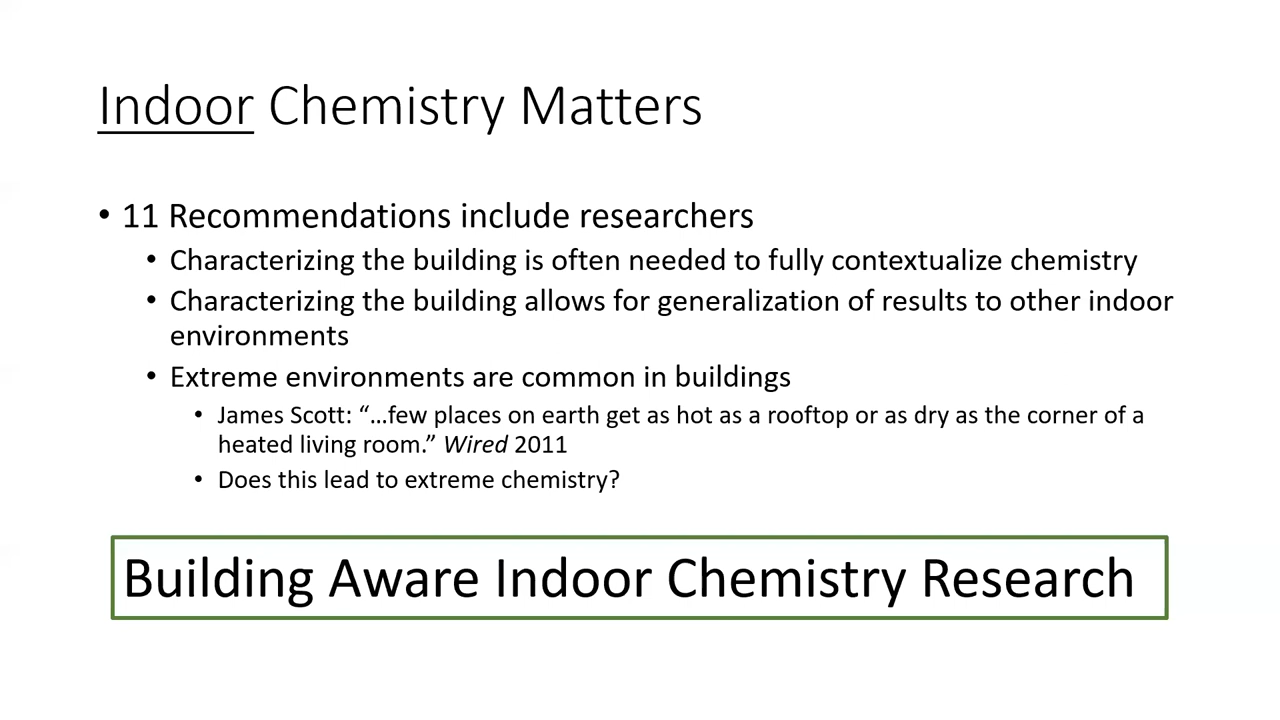 Indoor Chemistry Matters
• 11 Recommendations include researchers
• Characterizing the building is often needed to fully contextualize chemistry
• Characterizing the building allows for generalization of results to other indoor
environments
• Extreme environments are common in buildings
• James Scott: “…few places on earth get as hot as a rooftop or as dry as the corner of a
heated living room.” Wired 2011
• Does this lead to extreme chemistry?
Building Aware Indoor Chemistry Research